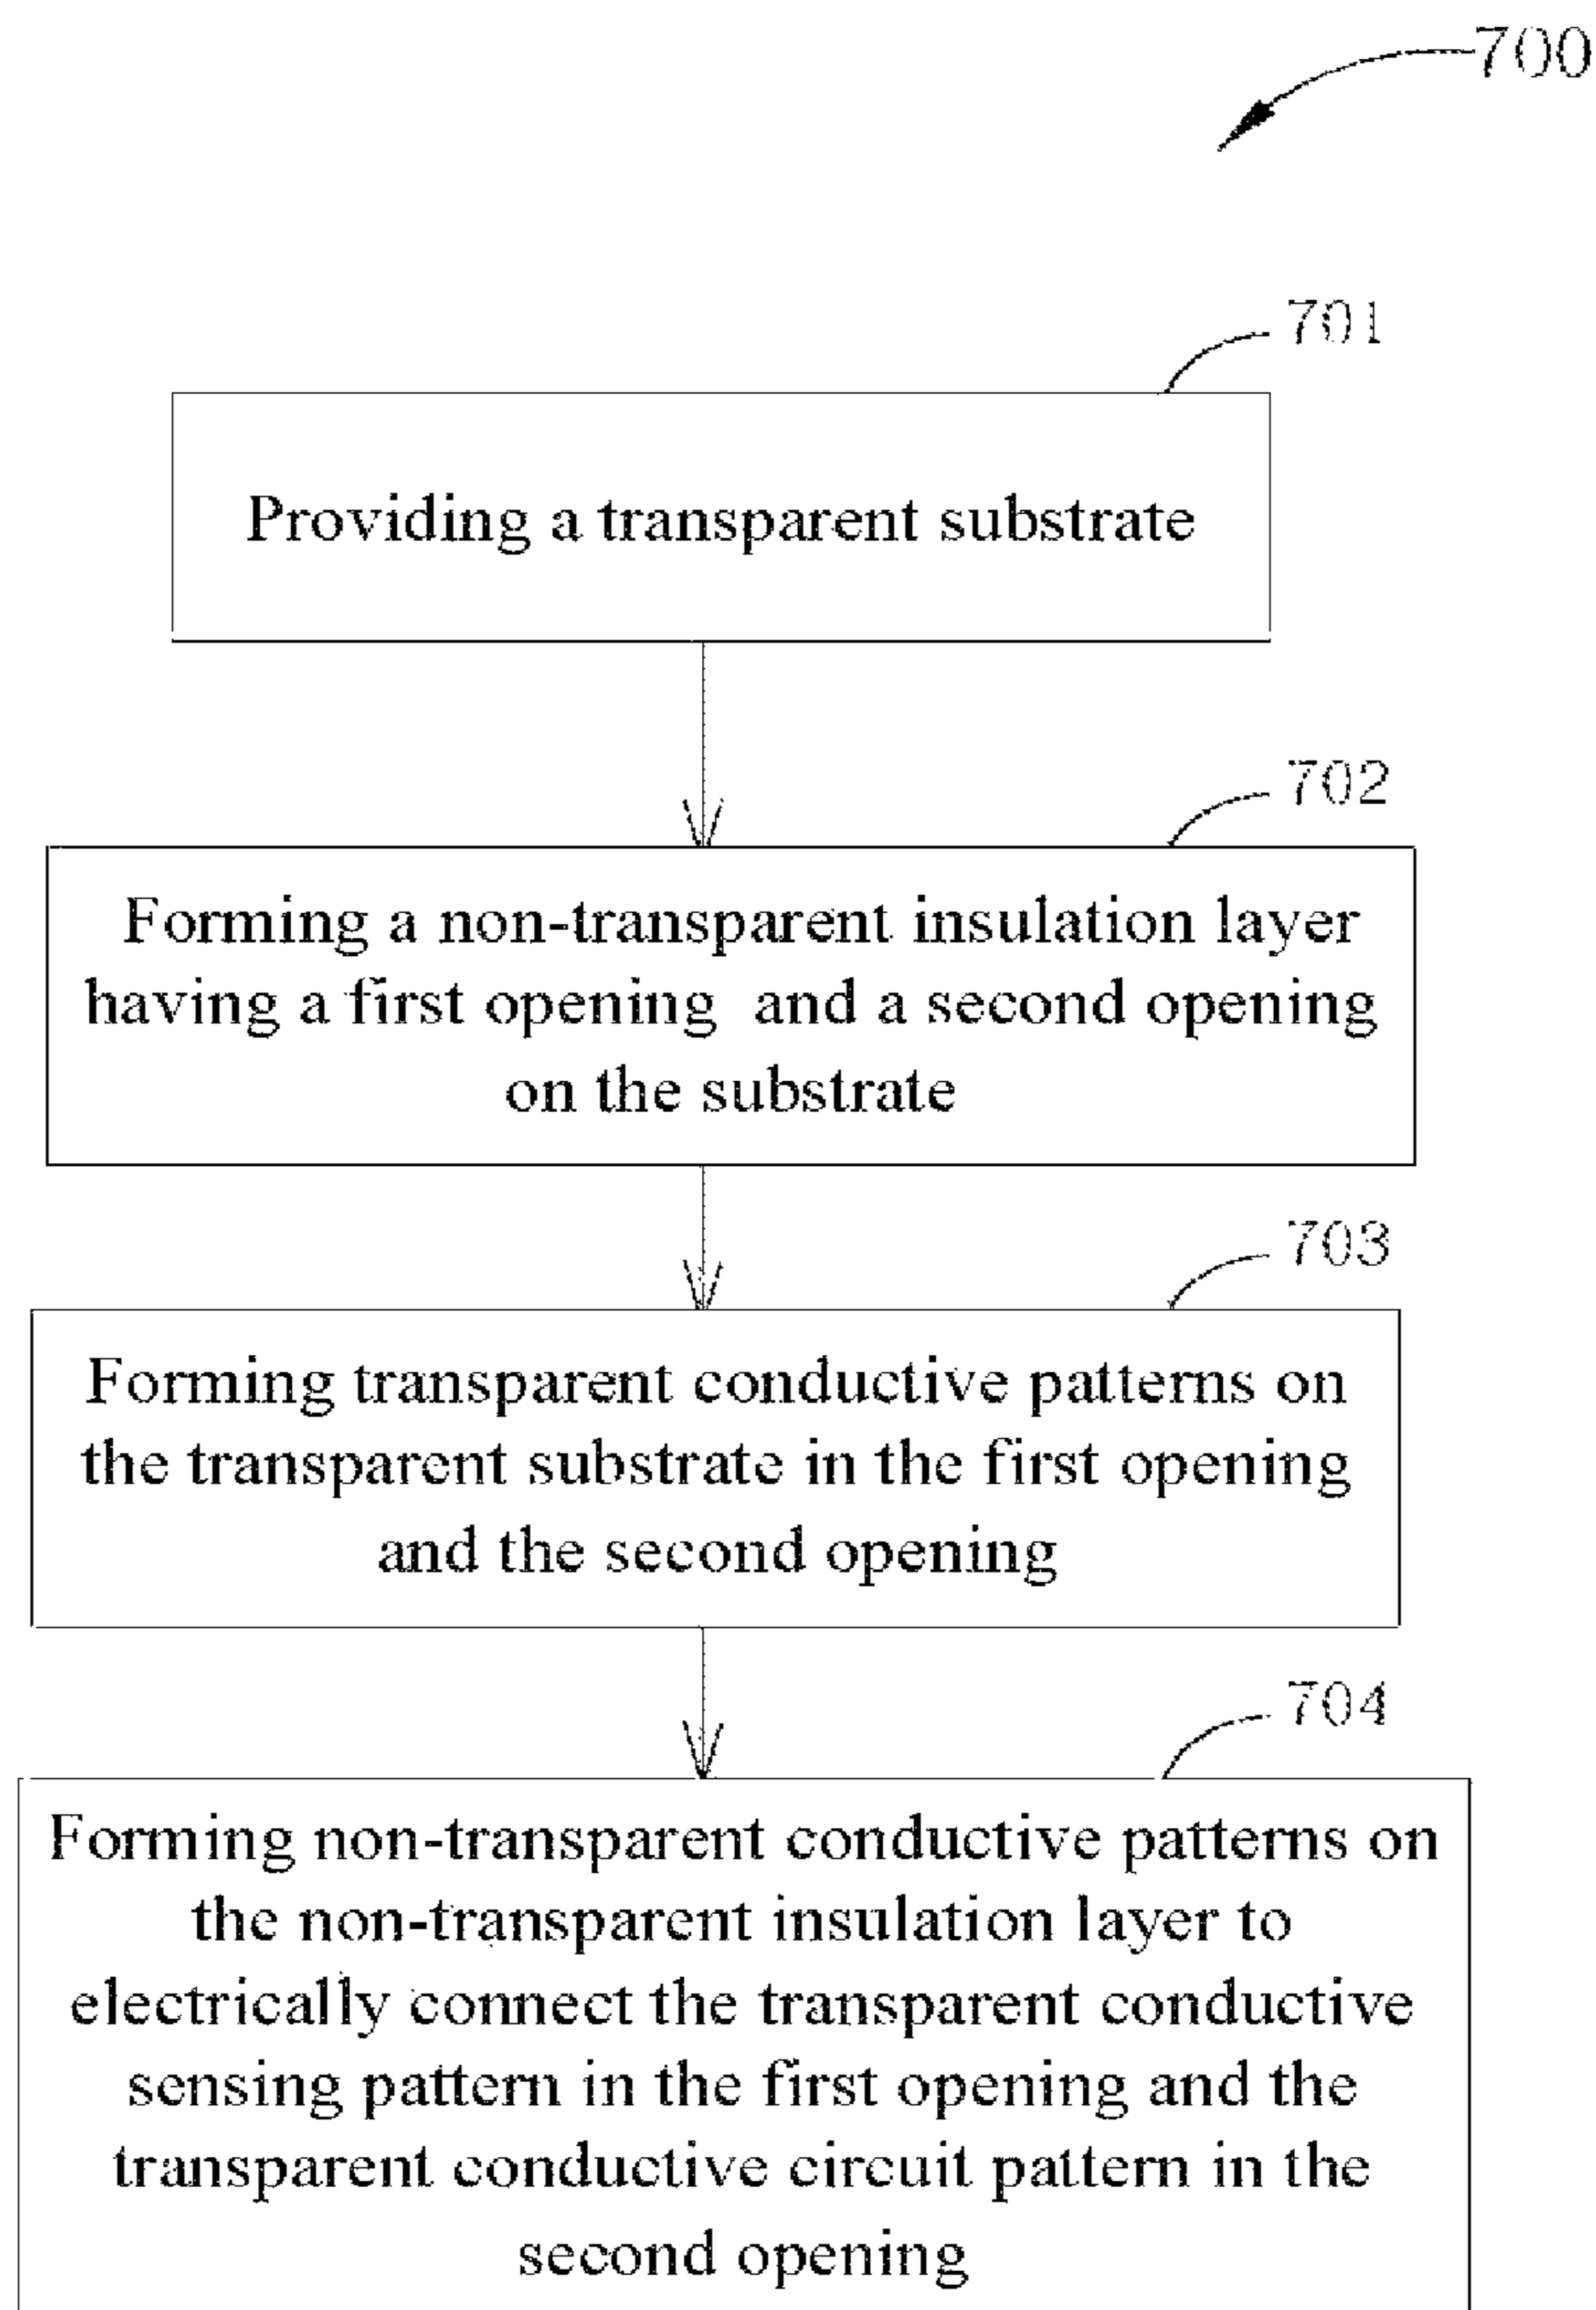 700
701
Providing a transparent substrate
702
Forming a non-transparent insulation layer
having a first opening and a second opening
on the substrate
703
Forming transparent conductive patterns on
the transparent substrate in the first opening
and the second opening
704
Forming non-transparent conductive patterns on
the non-transparent insulation layer to
electrically connect the transparent conductive
sensing pattern in the first opening and the
transparent conductive circuit pattern in the
second opening